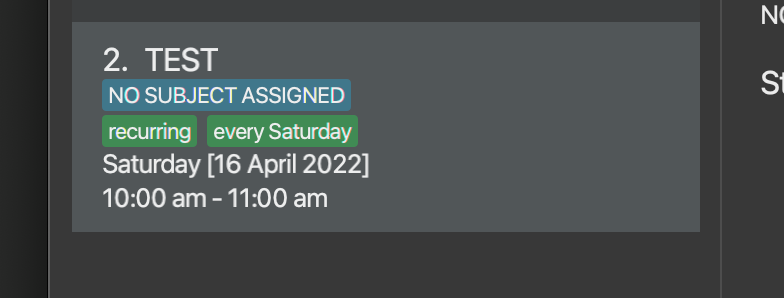 2. TEST
NO SUBJECT ASSIGNED
recurring every Saturday
Saturday [16 April 2022]
10:00 am - 11:00 am